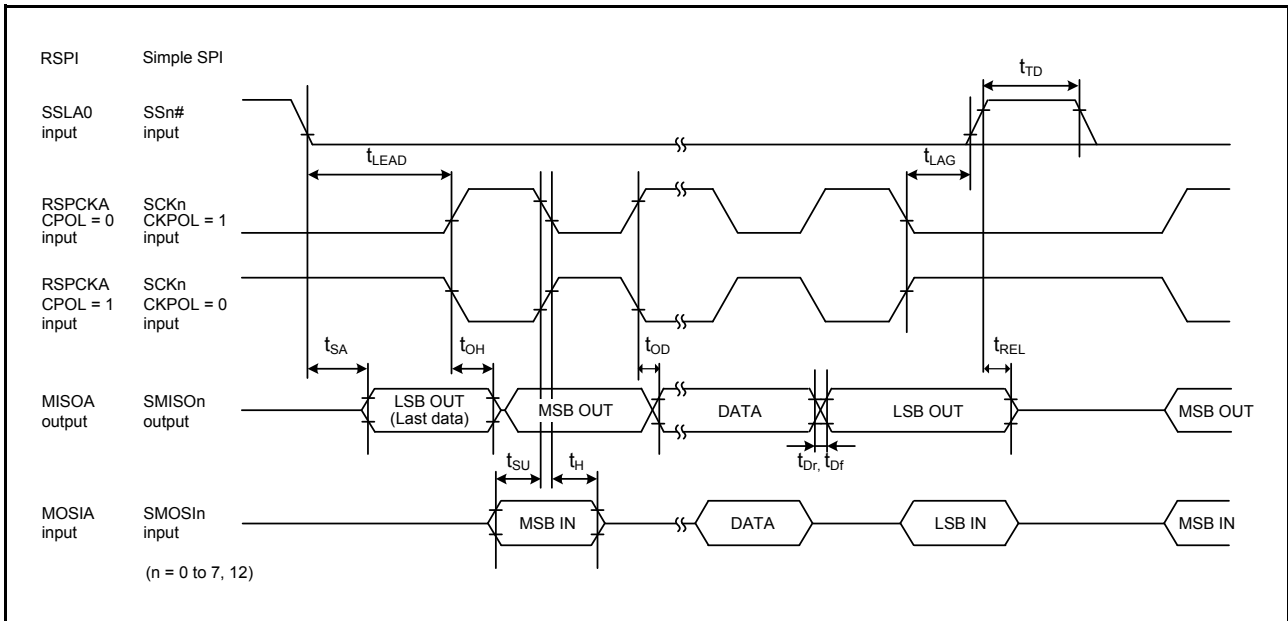 RSPI Simple SPI
tTD
SSLA0 SSn#
input input
tLEAD tLAG
RSPCKA SCKn
CPOL = 0 CKPOL = 1
input input
RSPCKA SCKn
CPOL = 1 CKPOL = 0
input input
tSA tOH tOD tREL
MISOA SMISOn
output output
LSB OUT
(Last data)
MSB OUT DATA LSB OUT MSB OUT
tSU tH tDr, tDf
MOSIA SMOSIn
input input
MSB IN DATA LSB IN MSB IN
(n = 0 to 7, 12)